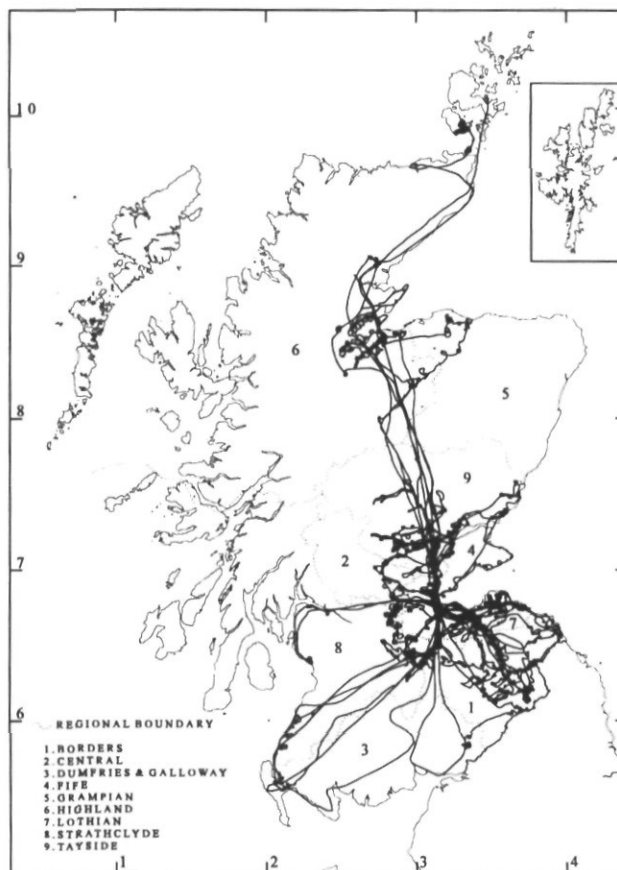 10
9
6
5
8
9
2
4
7
7
8
1
6
3
REGIONAL BOUNDARY
1.BORDERS
2.CENTRAL
3.DUMFRIES & GALLOWAY
4.FIFE
5.GRAMPIAN
6.HIGHLAND
7.LOTHIAN
8.STRATHCLYDE
9.TAYSIDE
1 2 3 4